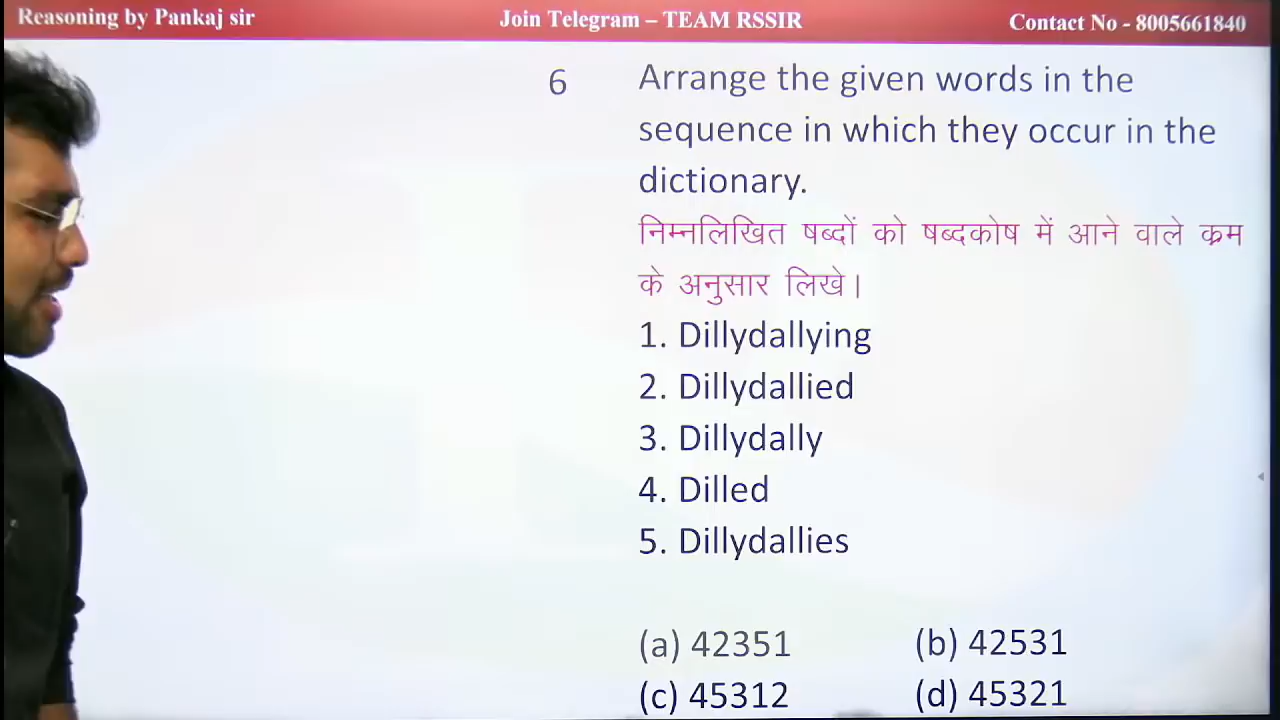 Reasoning by Pankaj sir
Join Telegram – TEAM RSSIR
Contact No - 8005661840
6
Arrange the given words in the
sequence in which they occur in the
dictionary.
निम्नलिखित षब्दों को षब्दकोष में आने वाले क्रम
के अनुसार लिखे।
1. Dillydallying
2. Dillydallied
3. Dillydally
4. Dilled
5. Dillydallies
(a) 42351 (b) 42531
(c) 45312 (d) 45321